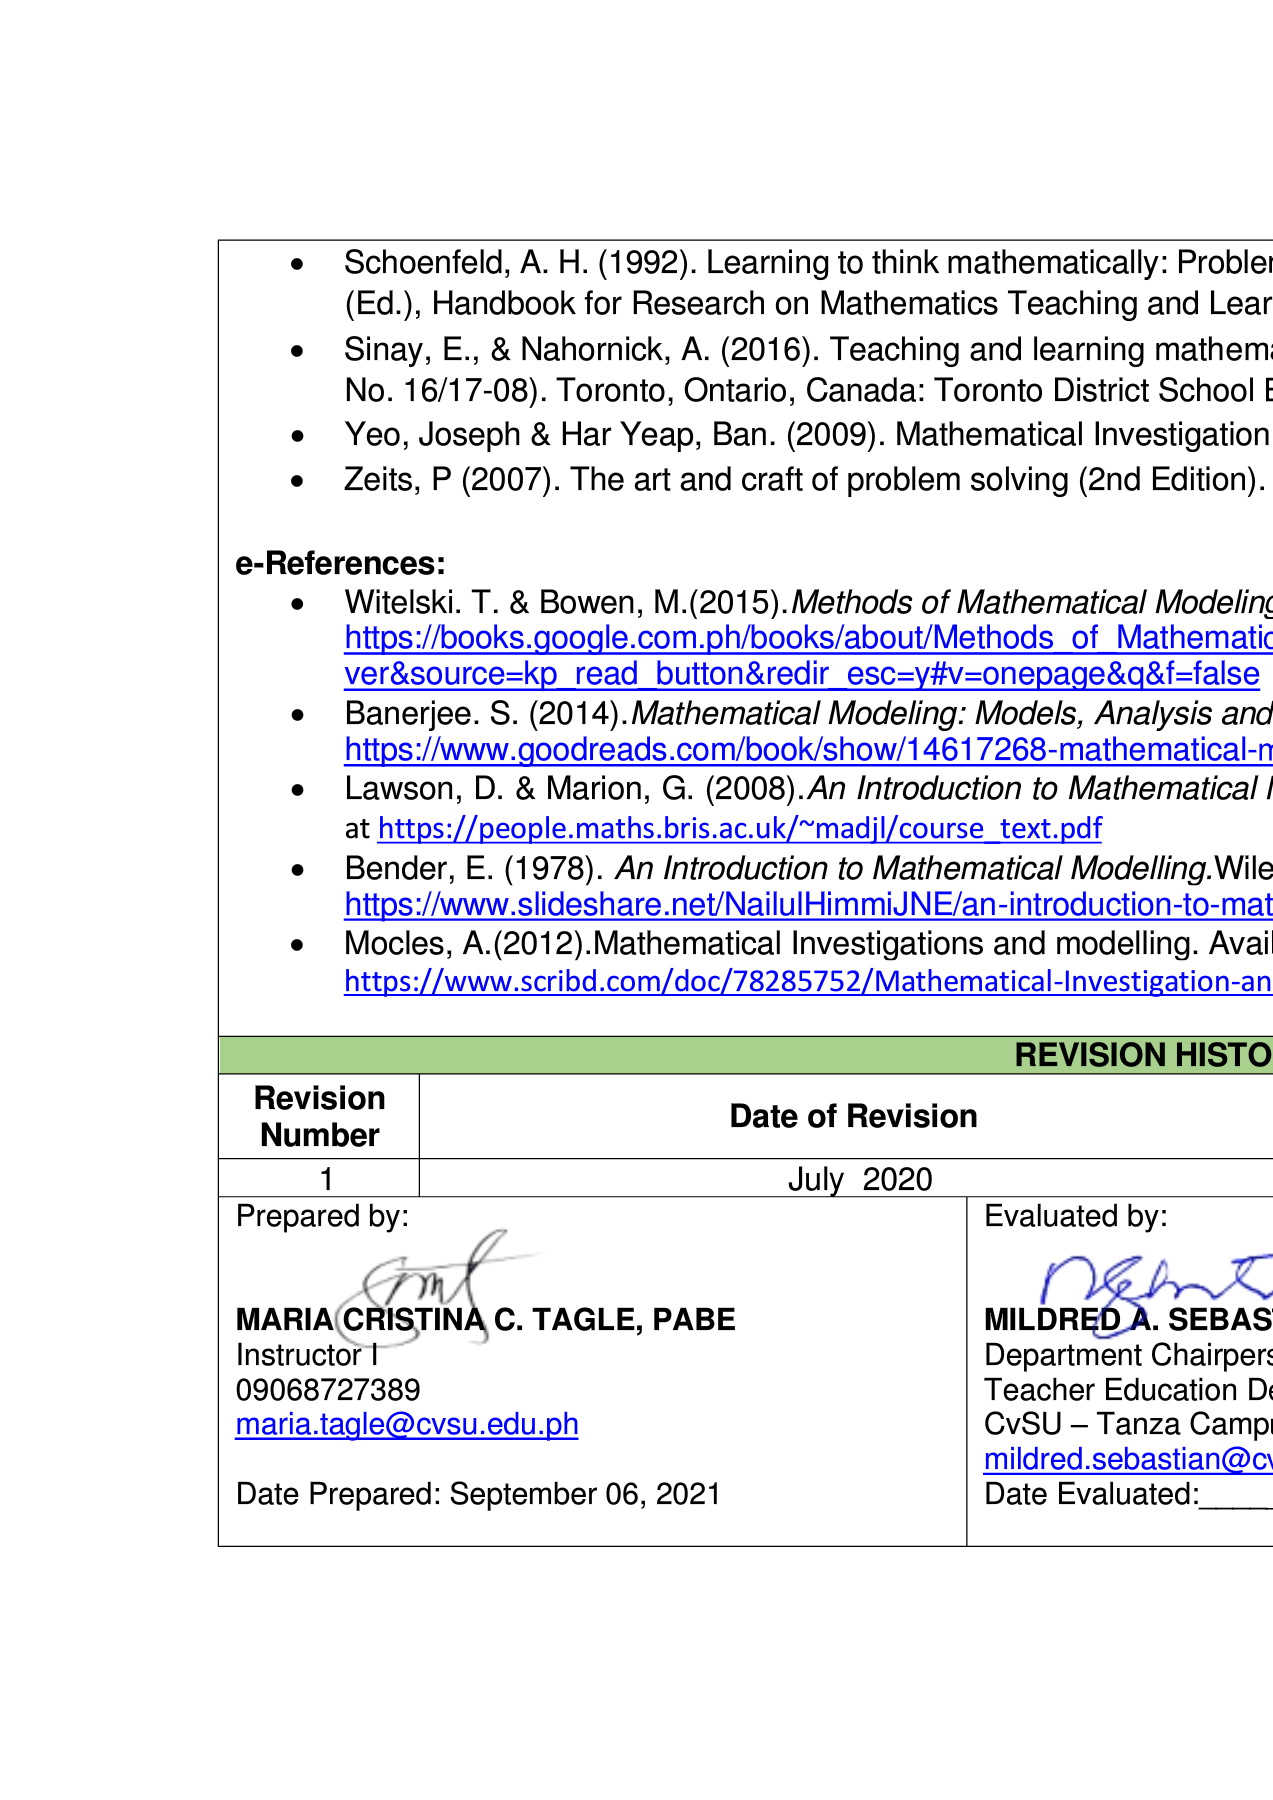 • Schoenfeld, A. H. (1992). Learning to think mathematically:
(Ed.), Handbook for Research on Mathematics Teaching and
• Sinay, E., & Nahornick, A. (2016). Teaching and learning
No. 16/17-08). Toronto, Ontario, Canada: Toronto District School
• Yeo, Joseph & Har Yeap, Ban. (2009). Mathematical Investigation
• Zeits, P (2007). The art and craft of problem solving (2nd Edition).
e-References:
• Witelski. T. & Bowen, M.(2015).Methods of Mathematical Modeling
https://books.google.com.ph/books/about/Methods_of_Mathematic
ver&source=kp_read_button&redir_esc=y#v=onepage&q&f=false
• Banerjee. S. (2014).Mathematical Modeling: Models, Analysis and
https://www.goodreads.com/book/show/14617268-mathematical-m
• Lawson, D. & Marion, G. (2008).An Introduction to Mathematical
at https://people.maths.bris.ac.uk/~madjl/course_text.pdf
• Bender, E. (1978). An Introduction to Mathematical Modelling.Wile
https://www.slideshare.net/NailulHimmiJNE/an-introduction-to-mat
• Mocles, A.(2012).Mathematical Investigations and modelling. Avai
https://www.scribd.com/doc/78285752/Mathematical-Investigation-an
REVISION HISTO
Revision
Number
Date of Revision
1
July 2020
Prepared by:
MARIA CRISTINA C. TAGLE, PABE
Instructor I
09068727389
maria.tagle@cvsu.edu.ph
Date Prepared: September 06, 2021
Evaluated by:
MILDRED A. SEBAS
Department Chairpers
Teacher Education De
CvSU – Tanza Camp
mildred.sebastian@cv
Date Evaluated:____